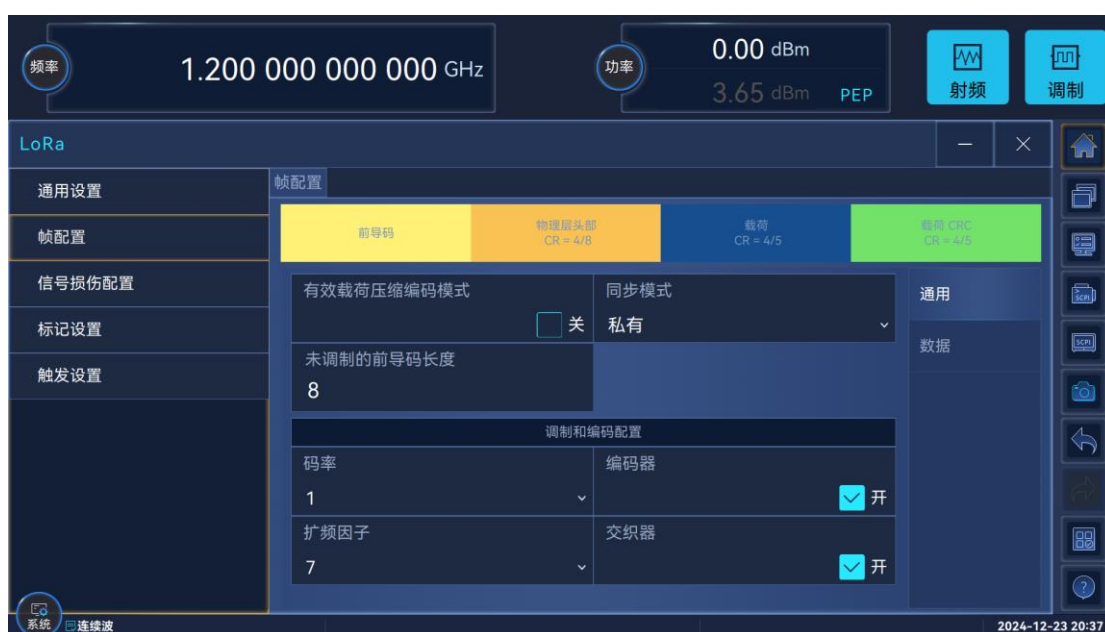 频率
1.200 000 000 000 GHz
功率
0.00 dBm
3.65 dBm PEP
射频
调制
LoRa
通用设置
帧配置
信号损伤配置
标记设置
触发设置
帧配置
前导码
物理层头部
CR = 4/8
载荷
CR = 4/5
载荷 CRC
CR = 4/5
有效载荷压缩编码模式
关
同步模式
私有
未调制的前导码长度
8
通用
数据
调制和编码配置
码率
1
编码器
开
扩频因子
7
交织器
开
SCPI
SCPI
系统
连续波
2024-12-23 20:37